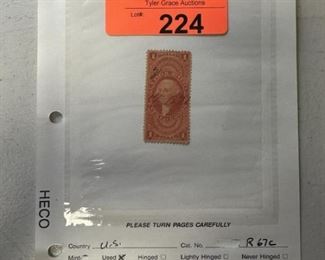 Tyler Grace Auctions
Lot#: 224
HECO
PLEASE TURN PAGES CAREFULLY
Country U.S. Cat. No. R 67c
Mint Used X Hinged Lightly Hinged Never Hinged